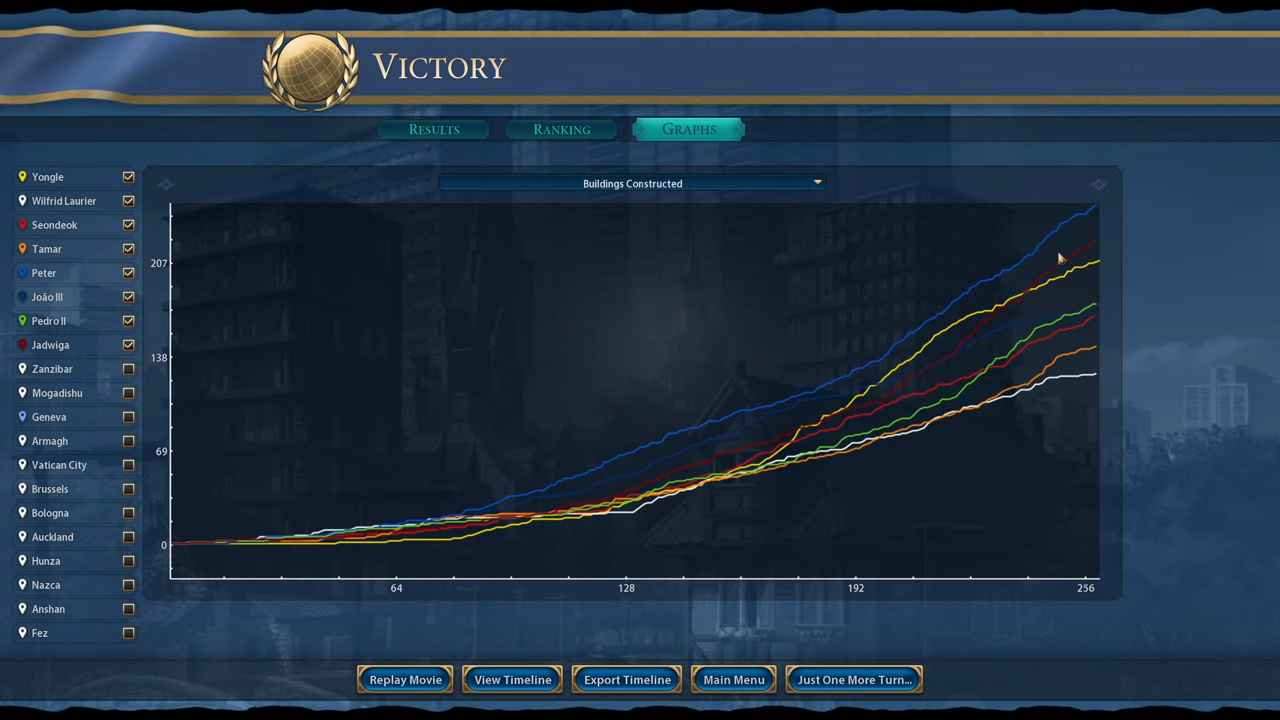 VICTORY
RESULTS
RANKING
GRAPHS
Yongle
Wilfrid Laurier
Seondeok
Tamar
Peter
João III
Pedro II
Jadwiga
Zanzibar
Mogadishu
Geneva
Armagh
Vatican City
Brussels
Bologna
Auckland
Hunza
Nazca
Anshan
Fez
Buildings Constructed
207
138
69
0
64
128
192
256
Replay Movie
View Timeline
Export Timeline
Main Menu
Just One More Turn...